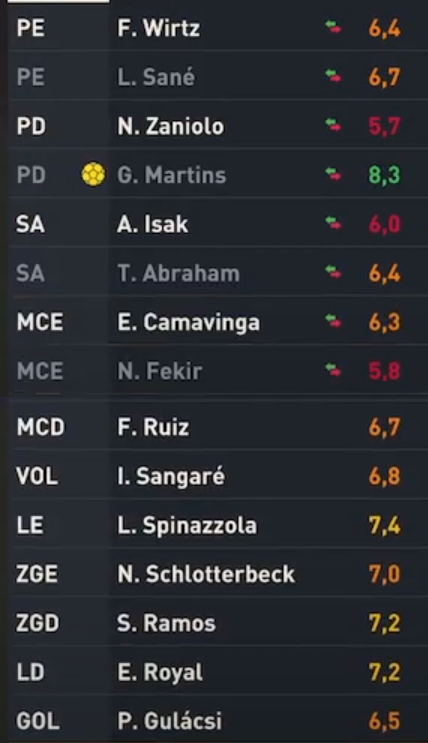 PE F. Wirtz 6,4
PE L. Sané 6,7
PD N. Zaniolo 5,7
PD G. Martins 8,3
SA A. Isak 6,0
SA T. Abraham 6,4
MCE E. Camavinga 6,3
MCE N. Fekir 5,8
MCD F. Ruiz 6,7
VOL I. Sangaré 6,8
LE L. Spinazzola 7,4
ZGE N. Schlotterbeck 7,0
ZGD S. Ramos 7,2
LD E. Royal 7,2
GOL P. Gulácsi 6,5